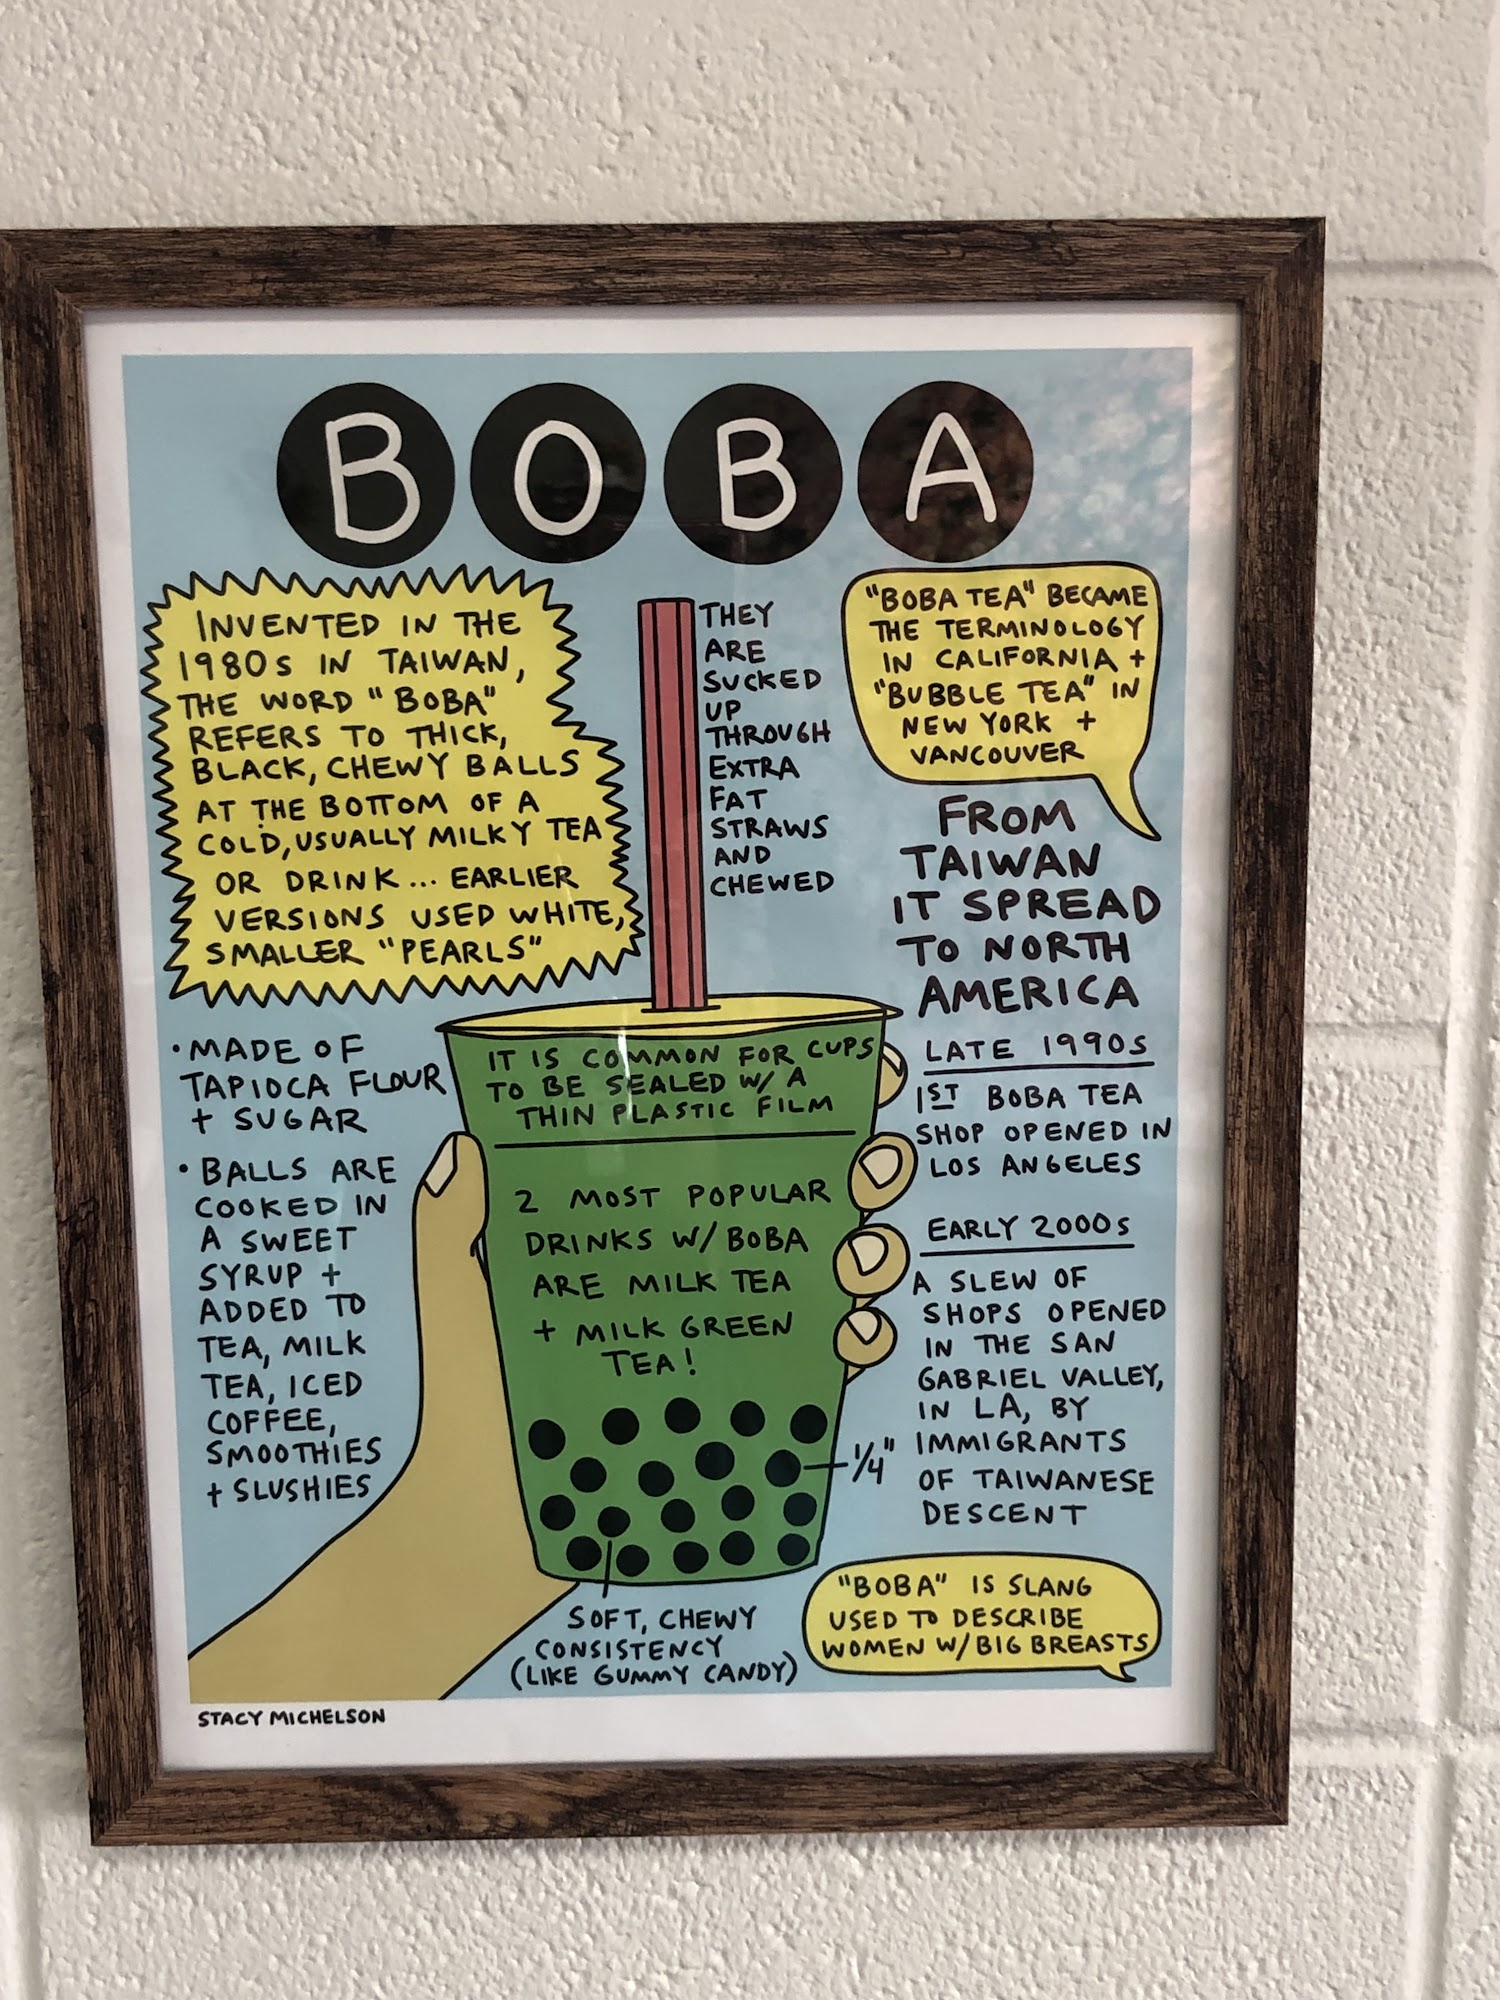 BOBA
INVENTED IN THE
1980s IN TAIWAN,
THE WORD "BOBA"
REFERS TO THICK,
BLACK, CHEWY BALLS
AT THE BOTTOM OF A
COLD, USUALLY MILKY TEA
OR DRINK... EARLIER
VERSIONS USED WHITE,
SMALLER "PEARLS"
THEY
ARE
SUCKED
UP
THROUGH
EXTRA
FAT
STRAWS
AND
CHEWED
"BOBA TEA" BECAME
THE TERMINOLOGY
IN CALIFORNIA +
"BUBBLE TEA" IN
NEW YORK +
VANCOUVER
FROM
TAIWAN
IT SPREAD
TO NORTH
AMERICA
LATE 1990s
1ST BOBA TEA
SHOP OPENED IN
LOS ANGELES
EARLY 2000s
A SLEW OF
SHOPS OPENED
IN THE SAN
GABRIEL VALLEY,
IN LA, BY
IMMIGRANTS
OF TAIWANESE
DESCENT
• MADE OF
TAPIOCA FLOUR
+ SUGAR
• BALLS ARE
COOKED IN
A SWEET
SYRUP +
ADDED TO
TEA, MILK
TEA, ICED
COFFEE,
SMOOTHIES
+ SLUSHIES
IT IS COMMON FOR CUPS
TO BE SEALED W/ A
THIN PLASTIC FILM
2 MOST POPULAR
DRINKS W/ BOBA
ARE MILK TEA
+ MILK GREEN
TEA!
1/4"
SOFT, CHEWY
CONSISTENCY
(LIKE GUMMY CANDY)
"BOBA" IS SLANG
USED TO DESCRIBE
WOMEN W/ BIG BREASTS
STACY MICHELSON